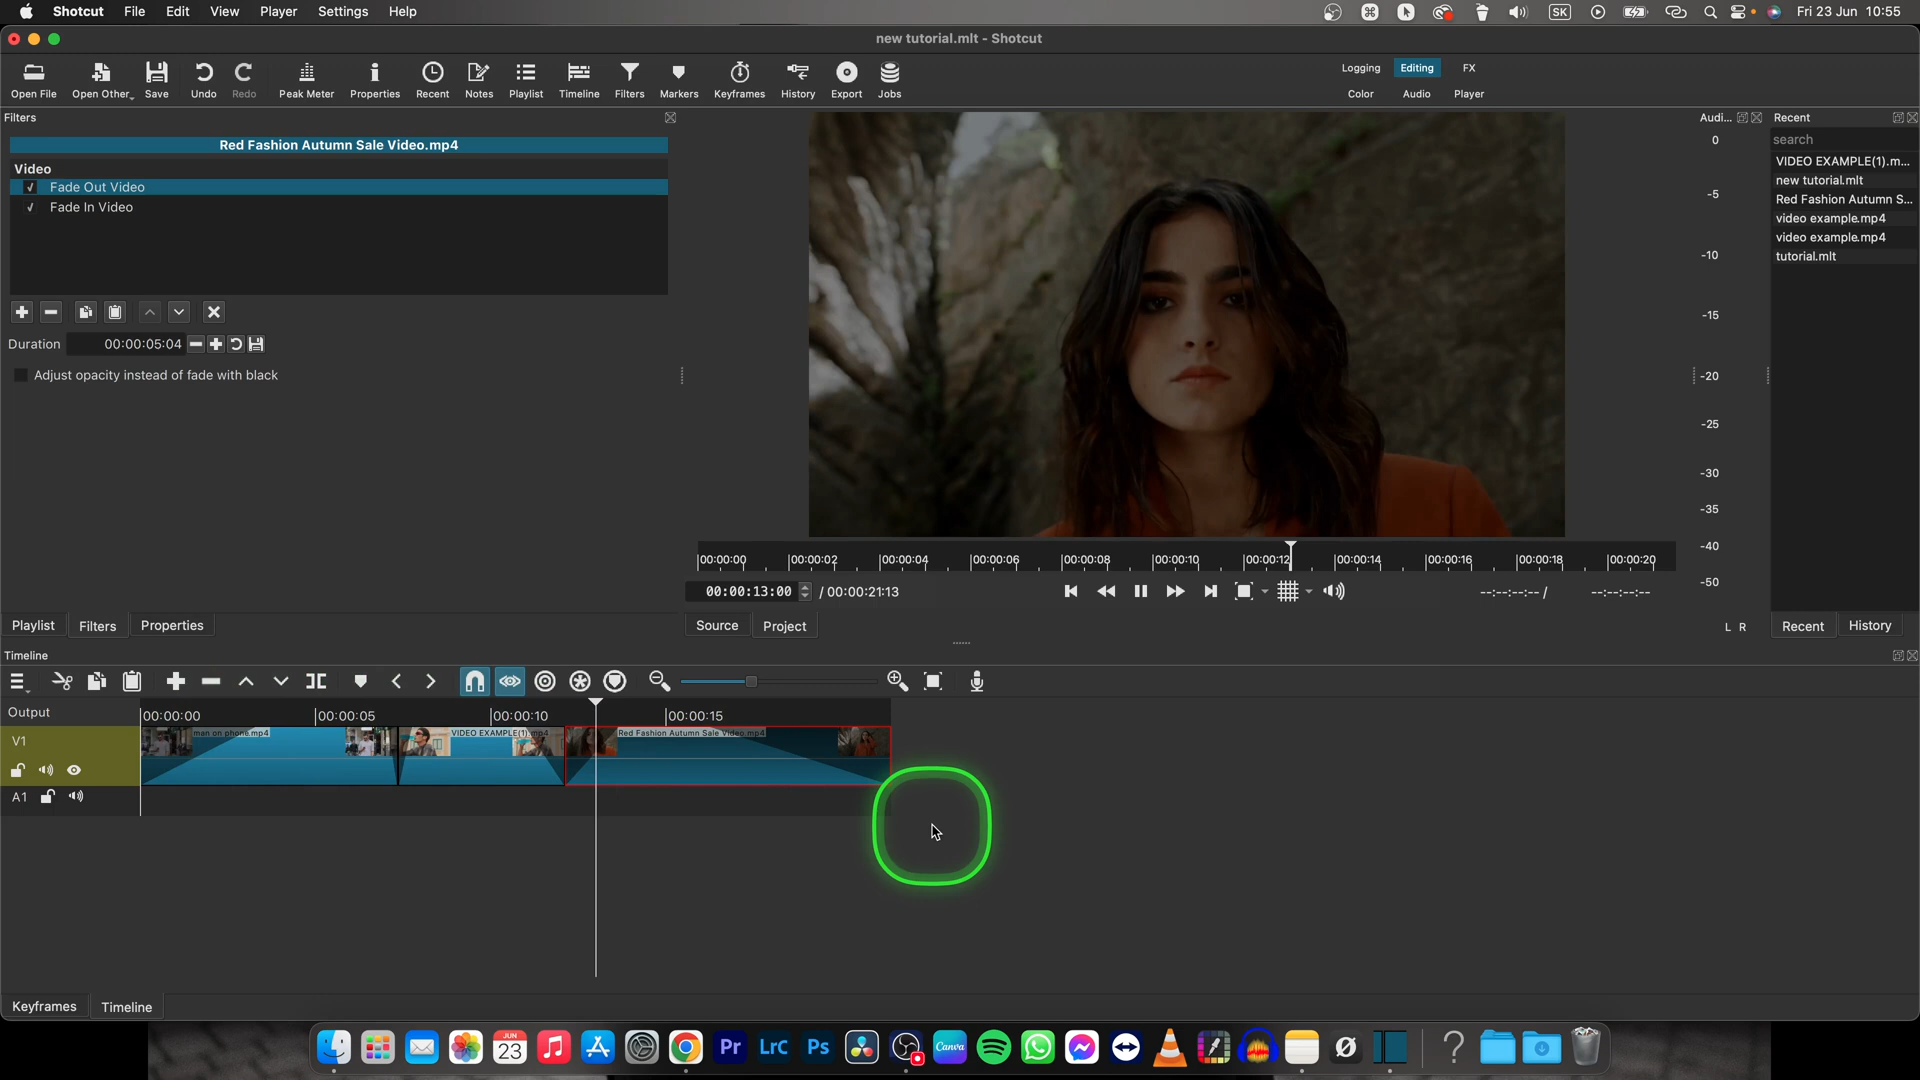 Shotcut File Edit View Player Settings Help SK Fri 23 Jun 10:55
new tutorial.mlt - Shotcut
Open File Open Other Save Undo Redo Peak Meter Properties Recent Notes Playlist Timeline Filters Markers Keyframes History Export Jobs
Logging Editing FX
Color Audio Player
Filters
Red Fashion Autumn Sale Video.mp4
Video
Fade Out Video
Fade In Video
Duration 00:00:05:04
Adjust opacity instead of fade with black
Audi...
0
-5
-10
-15
-20
-25
-30
-35
-40
-50
L R
Recent
search
VIDEO EXAMPLE(1).m...
new tutorial.mlt
Red Fashion Autumn S...
video example.mp4
video example.mp4
tutorial.mlt
00:00:00 00:00:02 00:00:04 00:00:06 00:00:08 00:00:10 00:00:12 00:00:14 00:00:16 00:00:18 00:00:20
00:00:13:00 / 00:00:21:13 --:--:--:-- / --:--:--:--
Playlist Filters Properties
Source Project
Recent History
Timeline
Output 00:00:00 00:00:05 00:00:10 00:00:15
V1 man on phone.mp4 VIDEO EXAMPLE(1).mp4 Red Fashion Autumn Sale Video.mp4
A1
Keyframes Timeline
JUN
23
Pr LrC Ps Canva